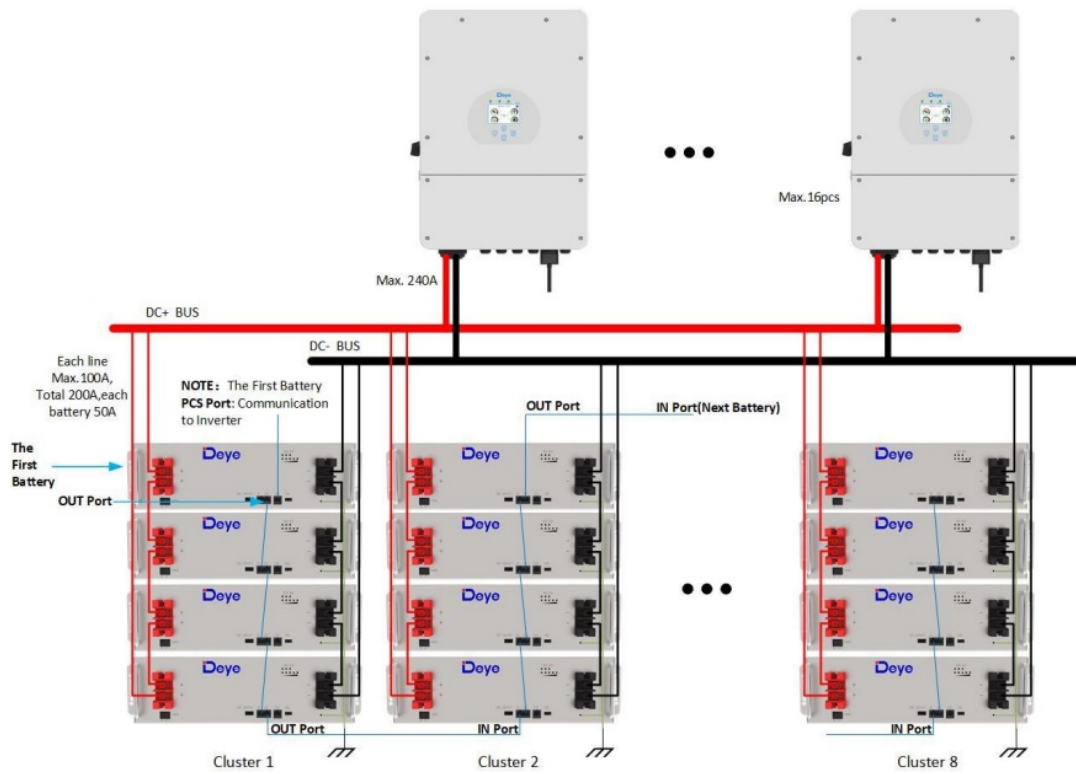 Deye
Deye
Max.16pcs
Max. 240A
DC+ BUS
DC- BUS
Each line
Max.100A,
Total 200A,each
battery 50A
NOTE： The First Battery
PCS Port: Communication
to Inverter
OUT Port
IN Port(Next Battery)
The
First
Battery
OUT Port
Deye
Deye
Deye
Deye
Deye
Deye
Deye
Deye
Deye
Deye
Deye
Deye
OUT Port
IN Port
IN Port
Cluster 1
Cluster 2
Cluster 8